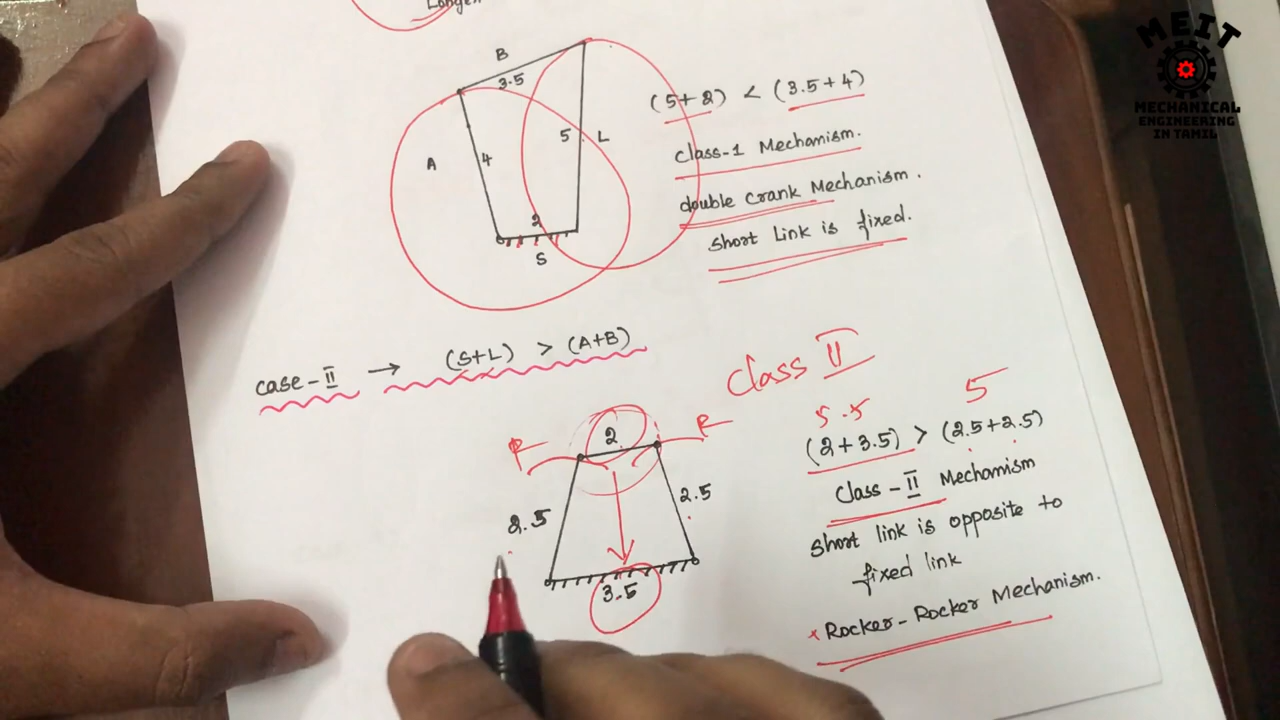 Longer
B
3.5
A
4
5
L
2
S
(5+2) < (3.5+4)
class-1 Mechanism.
double crank Mechanism.
short Link is fixed.
case-II → (S+L) > (A+B)
class II
2
R
R
2.5
2.5
3.5
5.5
5
(2+3.5) > (2.5+2.5)
class-II Mechanism
short link is opposite to
fixed link
* Rocker-Rocker Mechanism.
MEIT
MECHANICAL
ENGINEERING
IN TAMIL